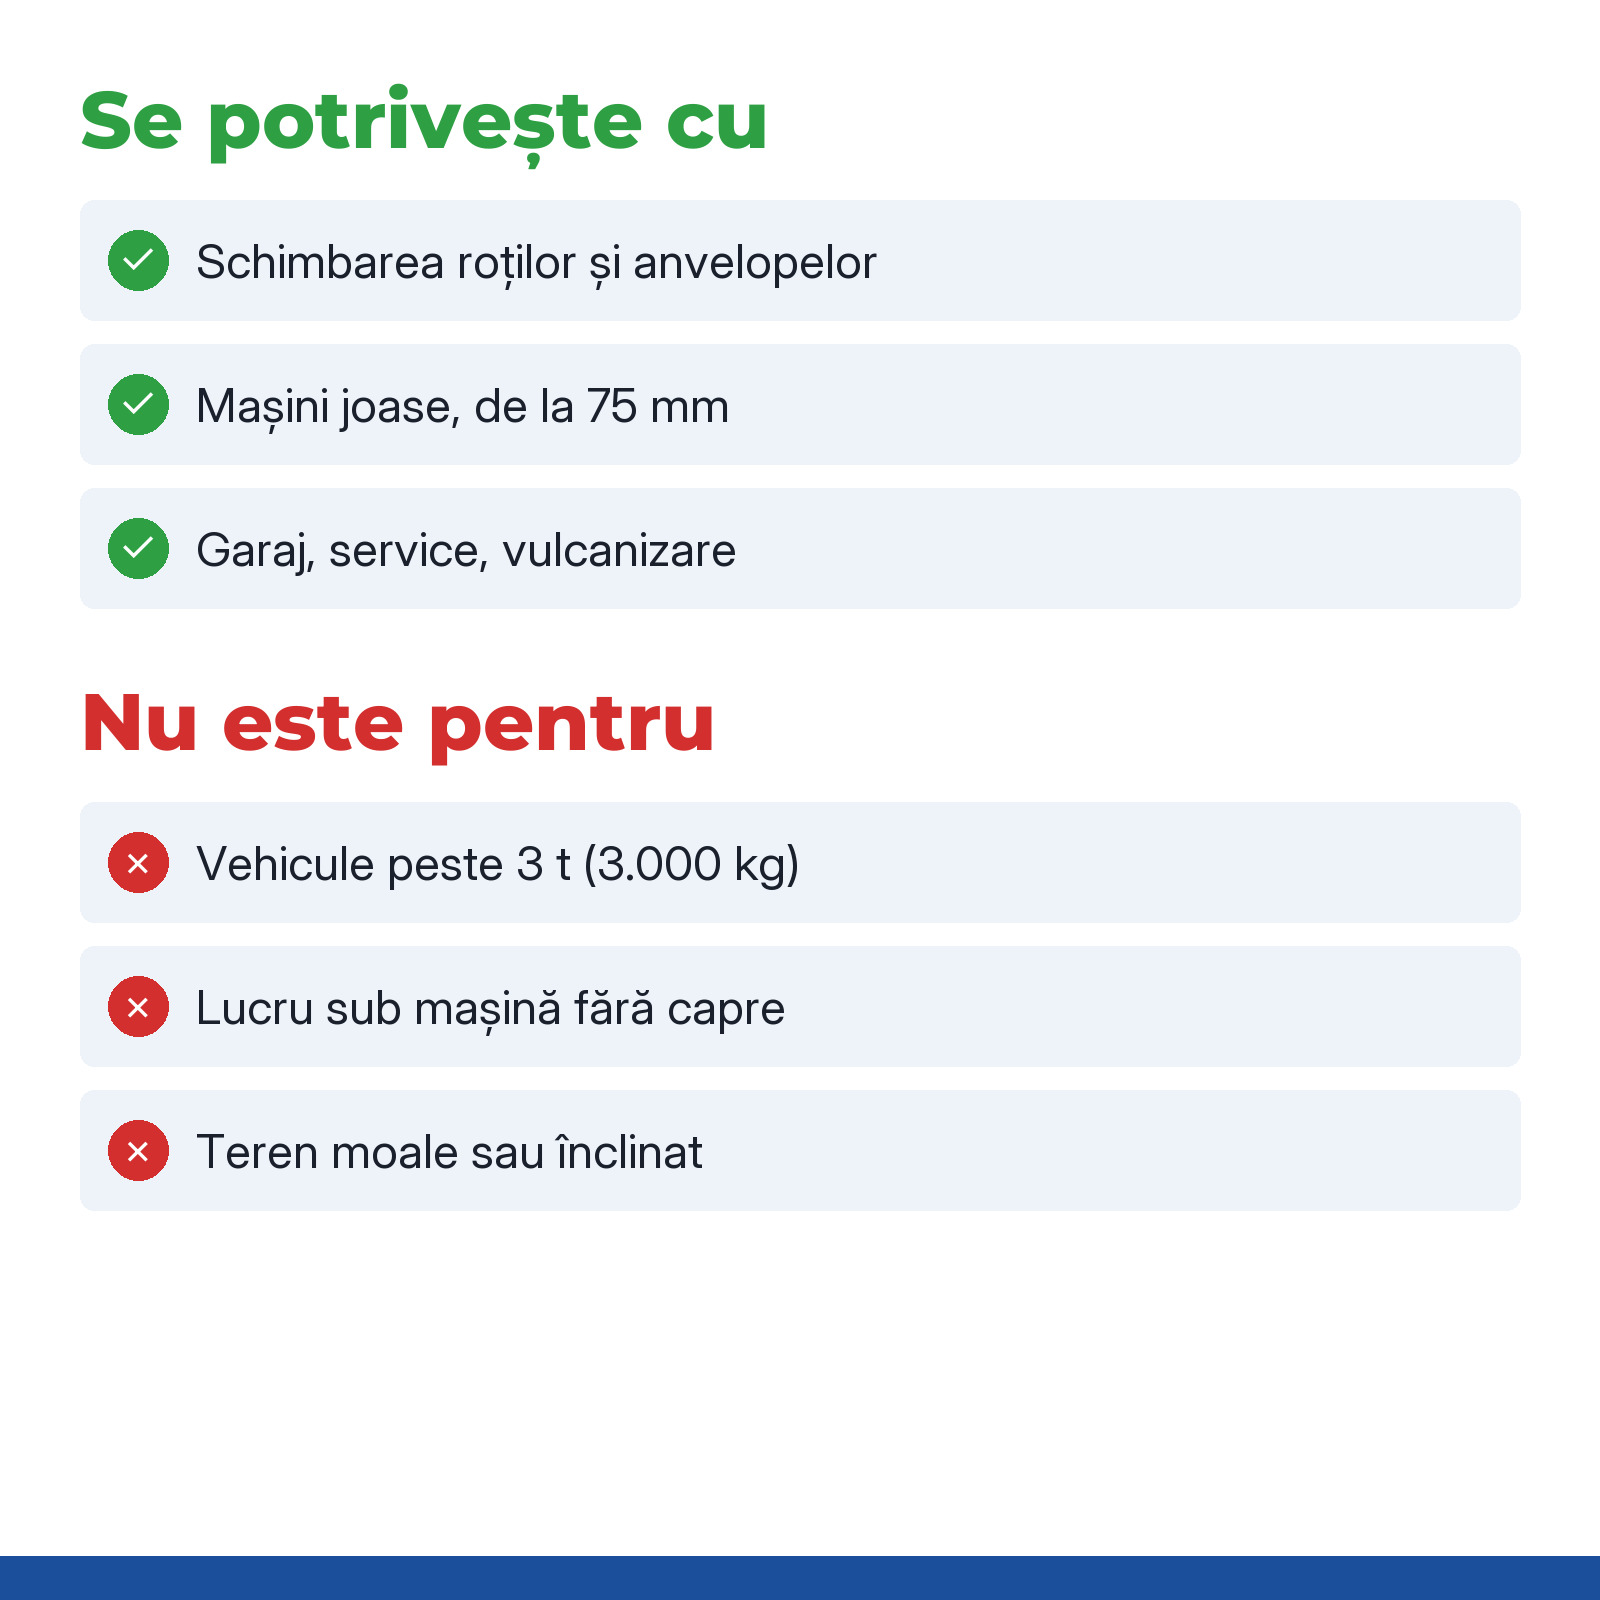 Se potrivește cu
Schimbarea roților și anvelopelor
Mașini joase, de la 75 mm
Garaj, service, vulcanizare
Nu este pentru
Vehicule peste 3 t (3.000 kg)
Lucru sub mașină fără capre
Teren moale sau înclinat